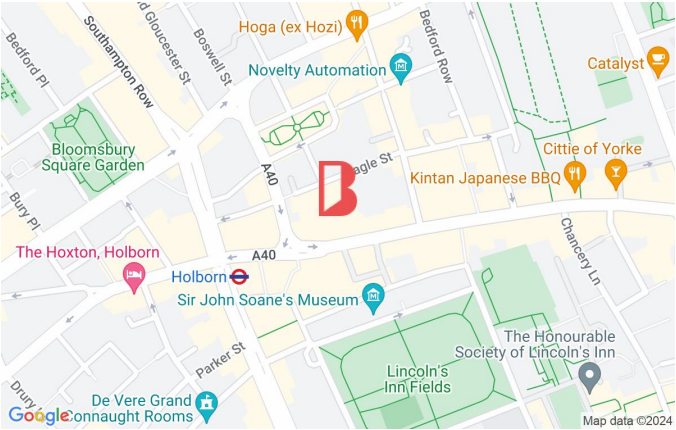 Hoga (ex Hozi)
Southampton Row
Gloucester St
Boswell St
Bedford Row
Bedford Pl
Novelty Automation
Catalyst
Bloomsbury
Square Garden
A40
Eagle St
Cittie of Yorke
Kintan Japanese BBQ
Bury Pl
The Hoxton, Holborn
A40
Chancery Ln
Holborn
Sir John Soane's Museum
The Honourable
Society of Lincoln's Inn
Parker St
Lincoln's
Inn Fields
Drury
De Vere Grand
Connaught Rooms
Google
Map data ©2024